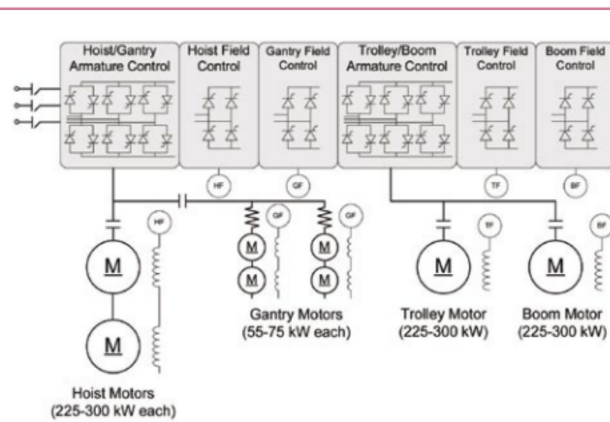 Hoist/Gantry
Armature Control
Hoist Field
Control
Gantry Field
Control
Trolley/Boom
Armature Control
Trolley Field
Control
Boom Field
Control
HF
GF
TF
BF
HF
GF
GF
TF
BF
M
M
M
M
M
M
M
M
Gantry Motors
(55-75 kW each)
Trolley Motor
(225-300 kW)
Boom Motor
(225-300 kW)
Hoist Motors
(225-300 kW each)